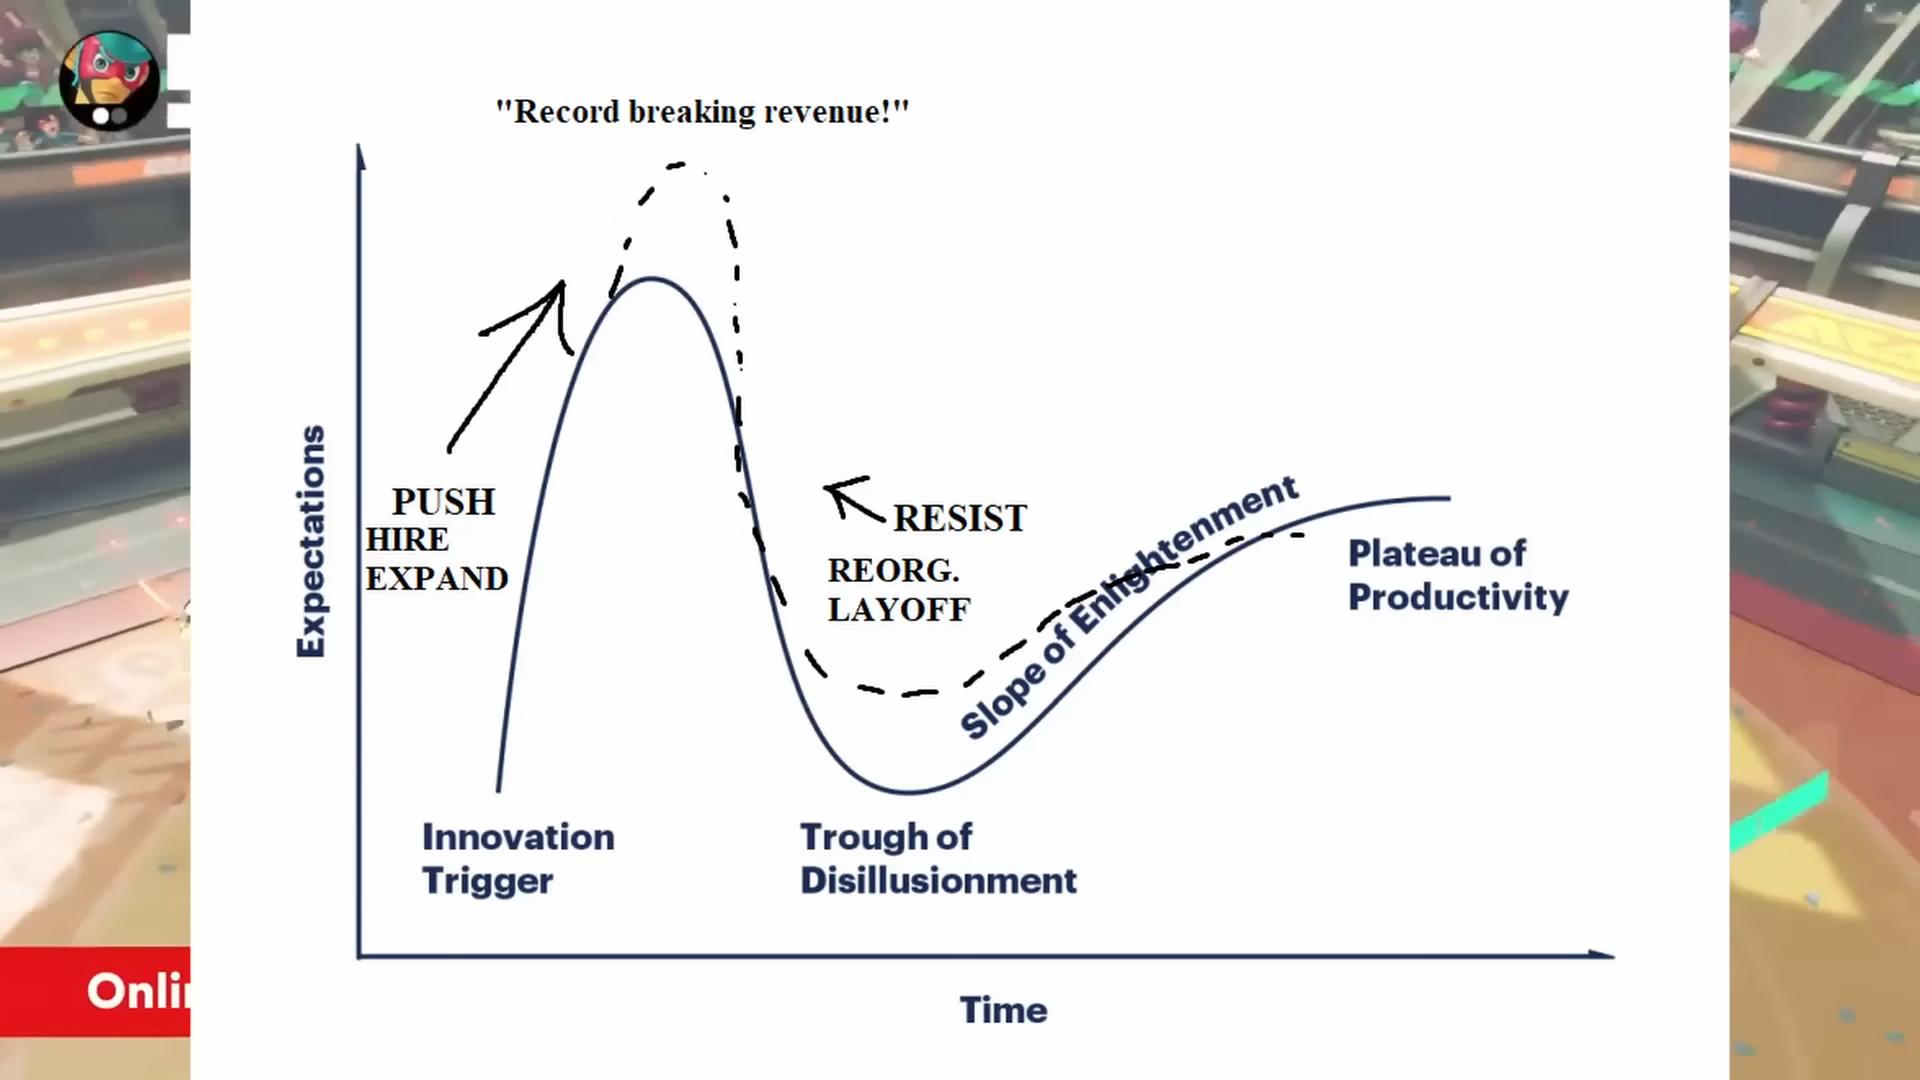 "Record breaking revenue!"
PUSH
HIRE
EXPAND
RESIST
REORG.
LAYOFF
Expectations
Slope of Enlightenment
Plateau of
Productivity
Innovation
Trigger
Trough of
Disillusionment
Time
Onlin